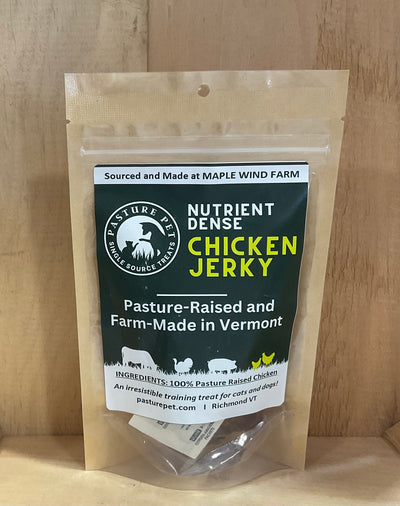 Sourced and Made at MAPLE WIND FARM
PASTURE PET
SINGLE SOURCE TREATS
NUTRIENT
DENSE
CHICKEN
JERKY
Pasture-Raised and
Farm-Made in Vermont
INGREDIENTS: 100% Pasture Raised Chicken
An irresistible training treat for cats and dogs!
pasturepet.com I Richmond VT